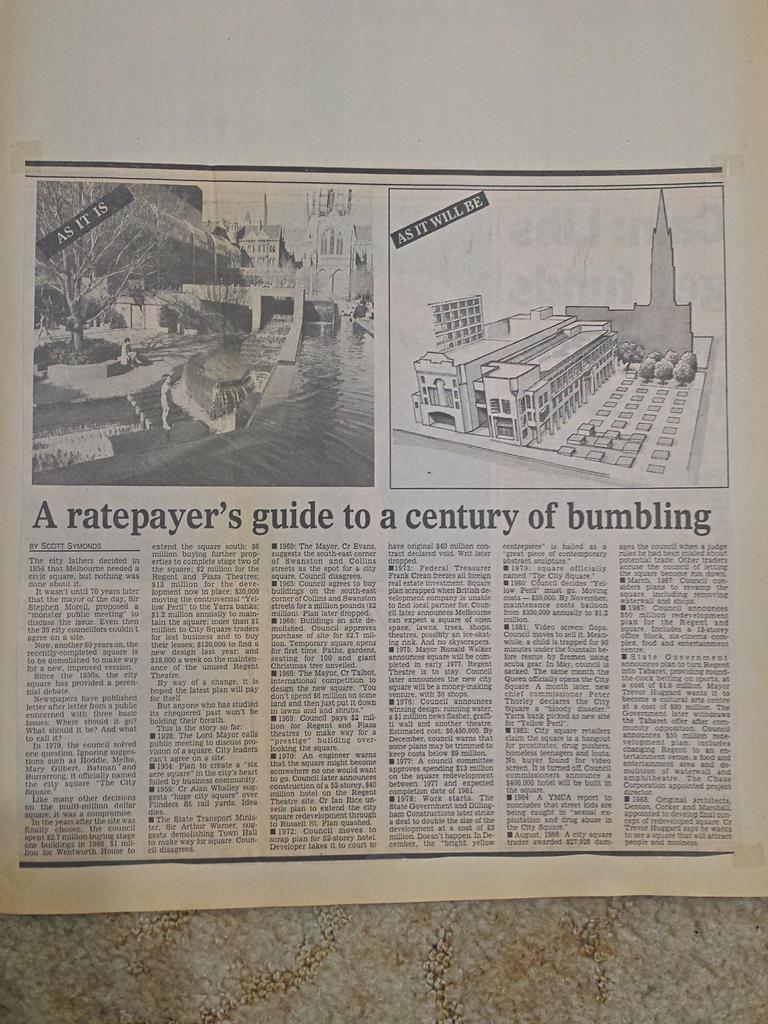 AS IT IS
AS IT WILL BE
A ratepayer's guide to a century of bumbling
BY SCOTT SYMONDS
The city fathers decided in
1856 that Melbourne needed a
civic square, but nothing was
done about it.
It wasn't until 70 years later
that the mayor of the day, Sir
Stephen Morell, proposed a
"monster public meeting" to
discuss the issue. Even then
the 33 city councillors couldn't
agree on a site.
Now, another 60 years on, the
recently-completed square is
to be demolished to make way
for a new, improved version.
Since the 1850s, the city
square has provided a peren-
nial debate.
Newspapers have published
letter after letter from a public
concerned with three basic
issues: Where should it go?
What should it be? And what
to call it?
In 1979, the council solved
one question. Ignoring sugges-
tions such as Hoddle, Melba,
Mary Gilbert, Batman and
Burrarrong, it officially named
the city square "The City
Square."
Like many other decisions
on the multi-million dollar
square, it was a compromise.
In the years after the site was
finally chosen, the council
spent $2.7 million buying stage
one buildings in 1966; $1 mil-
lion for Wentworth House to
extend the square south; $6
million buying further prop-
erties to complete stage two of
the square; $2 million for the
Regent and Plaza Theatres;
$13 million for the deve-
lopment now in place; $30,000
moving the controversial "Yel-
low Peril" to the Yarra banks;
$1.2 million annually to main-
tain the square; more than $1
million to City Square traders
for lost business and to buy
their leases; $120,000 to find a
new design last year; and
$18,000 a week on the mainten-
ance of the unused Regent
Theatre.
By way of a change, it is
hoped the latest plan will pay
for itself.
But anyone who has studied
its chequered past won't be
holding their breath.
This is the story so far:
■ 1928: Lord Mayor calls
public meeting to discuss pro-
vision of a square. City leaders
can't agree on a site.
■ 1954: Plan to create a "six
acre square" in the city's heart
foiled by business community.
■ 1959: Cr Alan Whalley sug-
gests "huge city square" over
Flinders St rail yards. Idea
dies.
■ The State Transport Minis-
ter, Sir Arthur Warner, sug-
gests demolishing Town Hall
to make way for square. Coun-
cil disagrees.
■ 1960: The Mayor, Cr Evans,
suggests the south-east corner
of Swanston and Collins
streets as the spot for a city
square. Council disagrees.
■ 1965: Council agrees to buy
buildings on the south-east
corner of Collins and Swanston
streets for a million pounds ($2
million). Plan later dropped.
■ 1966: Buildings on site de-
molished. Council approves
purchase of site for $2.7 mil-
lion. Temporary square opens
for first time. Paths, gardens,
seating for 100 and giant
Christmas tree unveiled.
■ 1968: The Mayor, Cr Talbot,
wants international competition to
design the new square: "You
don't spend $6 million on some
land and then just put it down
in lawns and shrubs."
■ 1969: Council pays $2 mil-
lion for Regent and Plaza
theatres to make way for a
"prestige" building over-
looking the square.
■ 1970: An engineer warns
that the square might become
somewhere no one would want
to go. Council later announces
construction of a 52-storey, $40
million hotel on the Regent
Theatre site. Cr Ian Rice un-
veils plan to extend the city
square redevelopment through
to Russell St. Plan quashed.
■ 1972: Council moves to
scrap plan for 52-storey hotel.
Developer takes it to court to
have original $40 million con-
tract declared void. Writ later
dropped.
■ 1973: Federal Treasurer
Frank Crean freezes all foreign
real estate investment. Square
plan scrapped when British de-
velopment company is unable
to find local partner for. Coun-
cil later announces Melbourne
can expect a square of open
space, lawns, trees, shops,
theatres, possibly an ice-skat-
ing rink. And no skyscrapers.
■ 1975: Mayor Ronald Walker
announces square will be com-
pleted in early 1977. Regent
Theatre is to stay. Council
later announces the new city
square will be a money-making
venture, with 36 shops.
■ 1976: Council announces
winning design: running water,
a $1 million news flasher, graf-
ti wall and another theatre.
Estimated cost: $6,450,000. By
December, council warns that
some plans may be trimmed to
keep costs below $9 million.
■ 1977: A council committee
approves spending $13 million
on the square redevelopment
between 1977 and expected
completion date of 1981.
■ 1978: Work starts. The
State Government and Dilling-
ham Constructions later strike
a deal to double the size of the
development at a cost of $3
million. Doesn't happen. In De-
cember, the "bright yellow
centrepiece" is hailed as a
"great piece of contemporary
abstract sculpture."
■ 1979: square officially
named "The City Square."
■ 1980: Council decides "Yel-
low Peril" must go. Moving
costs — $30,000. By November,
maintenance costs balloon
from $300,000 annually to $1.2
million.
■ 1981: Video screen flops.
Council moves to sell it. Mean-
while, a child is trapped for 90
minutes under the fountain be-
fore rescue by firemen using
scuba gear. In May, council is
sacked. The same month the
Queen officially opens the City
Square. A month later, new
chief commissioner Peter
Thorley declares the City
Square a "bloody disaster."
Yarra bank picked as new site
for "Yellow Peril".
■ 1982: City square retailers
claim the square is a hangout
for prostitutes, drug pushers,
homeless teenagers and louts.
No buyer found for video
screen. It is turned off. Council
commissioners announce a
$400,000 hotel will be built in
the square.
■ 1984: A YMCA report
concludes that street kids are
being caught in "sexual ex-
ploitation and drug abuse in
the City Square."
■ August, 1986: A city square
trader awarded $27,928 dam-
ages the council when a judge
rules he had been misled about
potential trade. Other traders
accuse the council of letting
the square become run down.
■ March, 1987: Council con-
siders plans to revamp the
square, including removing
waterwall and shops.
■ 1987: Council announces
$50 million redevelopment
plan for the Regent and
square. Includes a 13-storey
office block, six-cinema com-
plex, food and entertainment
centre.
■ State Government
announces plan to turn Regent
into Tabaret, providing round-
the-clock betting on sports, at
a cost of $1.8 million. Mayor
Trevor Huggard wants it to
become a cultural arts centre
at a cost of $80 million. The
Government later withdraws
the Tabaret offer after com-
munity opposition. Council
announces $80 million rede-
velopment plan: includes
changing Regent to an en-
tertainment venue, a food and
entertainment area and de-
molition of waterwall and
amphitheatre. The Chase
Corporation appointed project
director.
■ 1988: Original architects,
Denton, Corker and Marshall,
appointed to develop final con-
cept of redeveloped square. Cr
Trevor Huggard says he wants
to see a square that will attract
people and business.